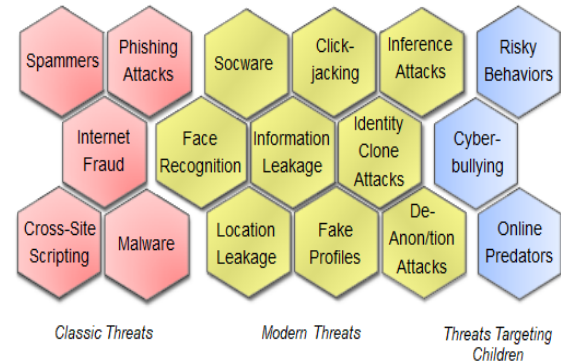 Spammers
Phishing
Attacks
Socware
Click-
jacking
Inference
Attacks
Risky
Behaviors
Internet
Fraud
Face
Recognition
Information
Leakage
Identity
Clone
Attacks
Cyber-
bullying
Cross-Site
Scripting
Malware
Location
Leakage
Fake
Profiles
De-
Anon/tion
Attacks
Online
Predators
Classic Threats
Modern Threats
Threats Targeting
Children